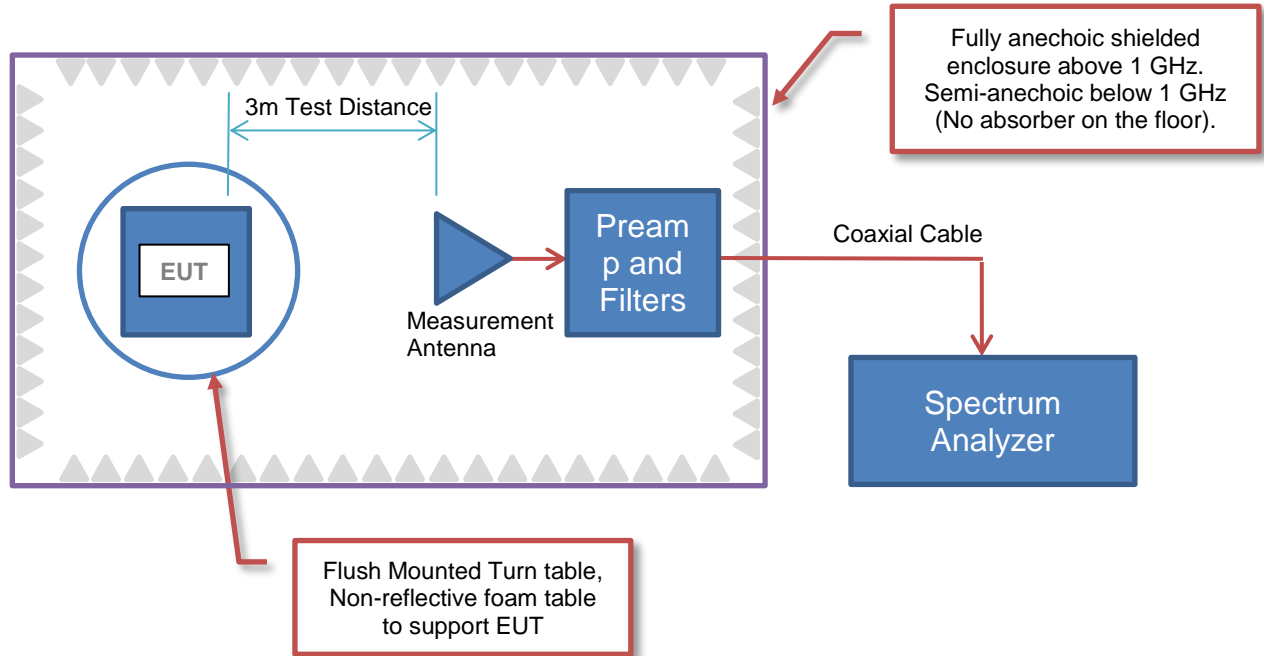 Fully anechoic shielded
enclosure above 1 GHz.
Semi-anechoic below 1 GHz
(No absorber on the floor).
3m Test Distance
EUT
Measurement
Antenna
Pream
p and
Filters
Coaxial Cable
Spectrum
Analyzer
Flush Mounted Turn table,
Non-reflective foam table
to support EUT